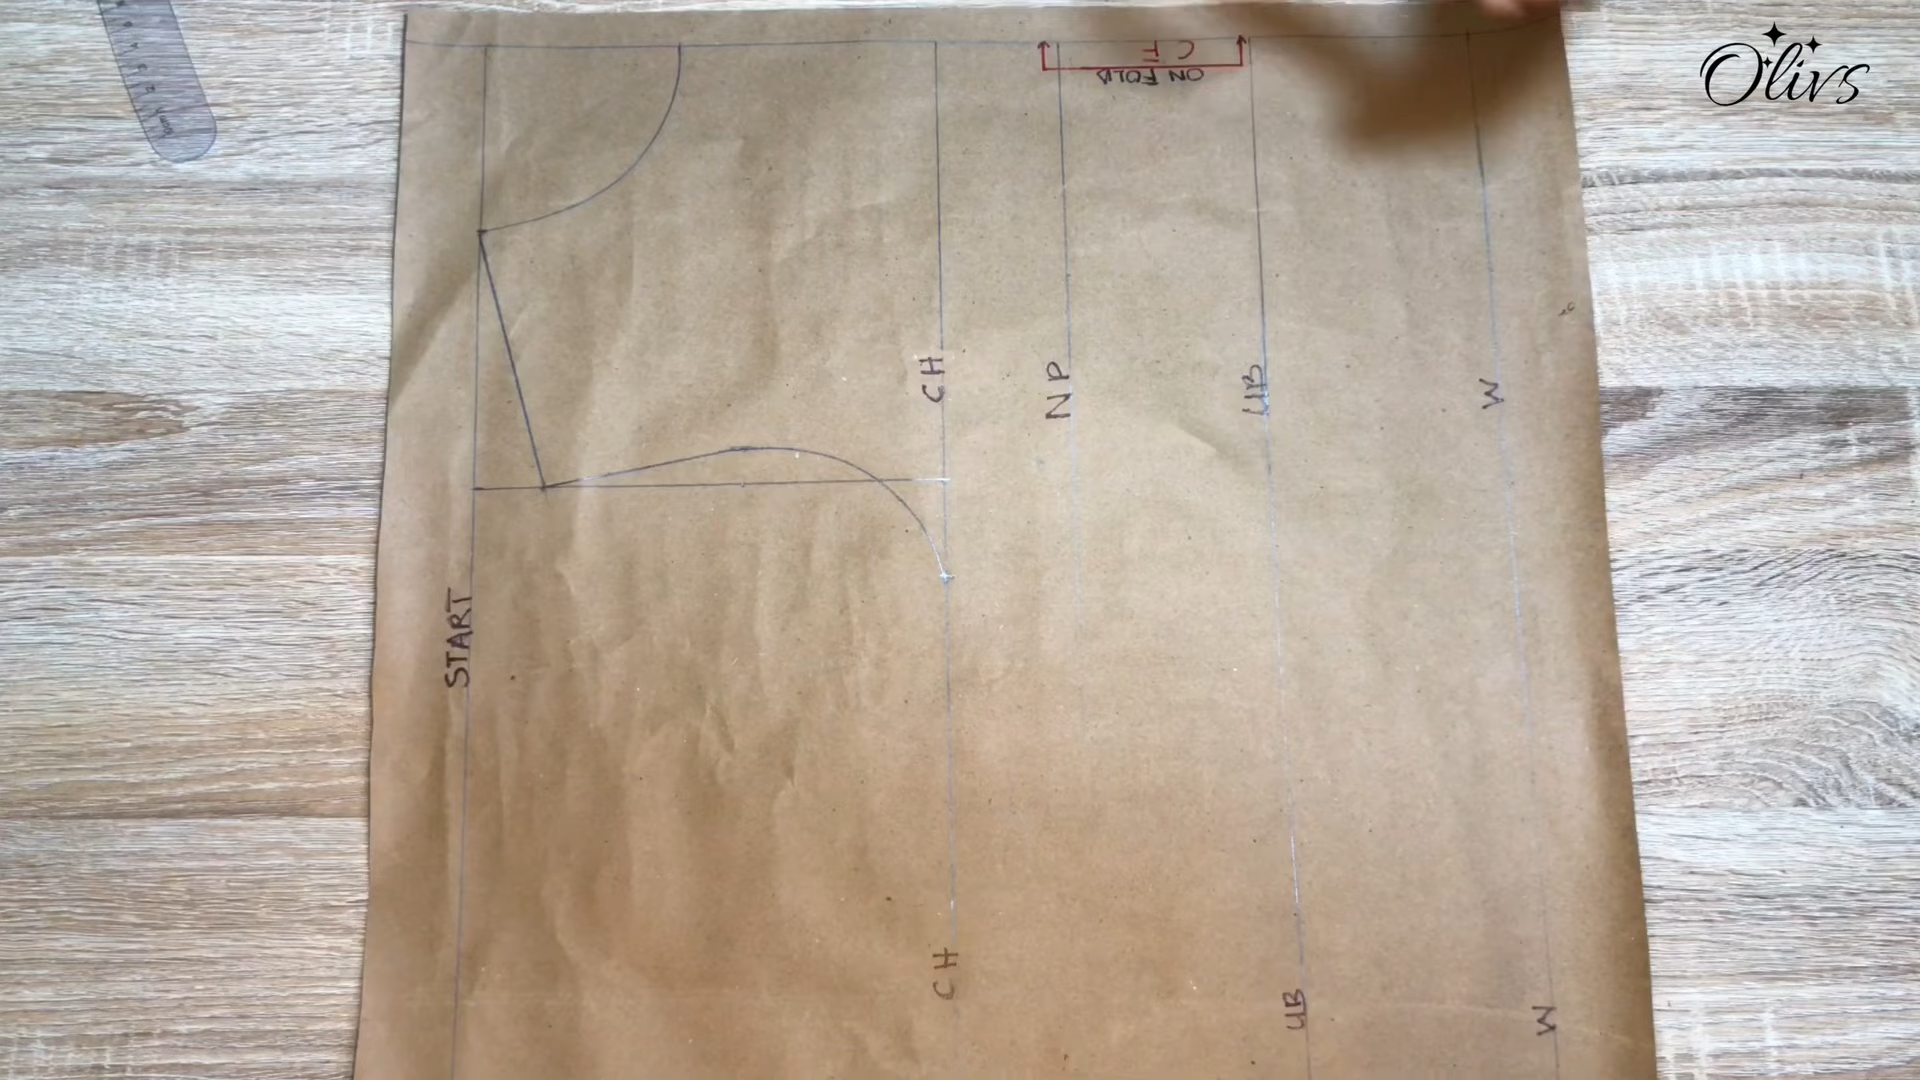 Olivs
CF
ON FOLD
CH
NP
UB
W
START
CH
UB
W